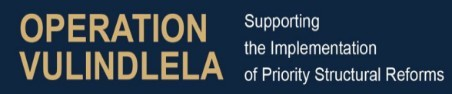 OPERATION
VULINDLELA
Supporting
the Implementation
of Priority Structural Reforms